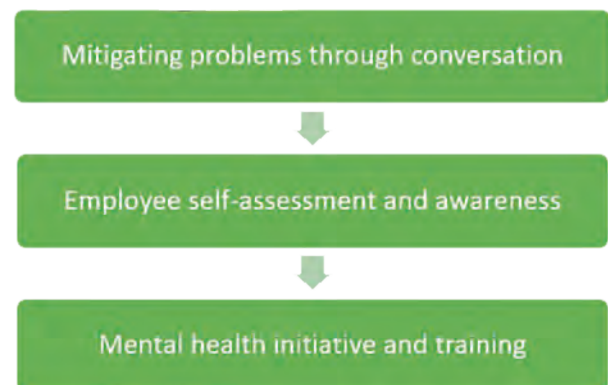 Mitigating problems through conversation
Employee self-assessment and awareness
Mental health initiative and training